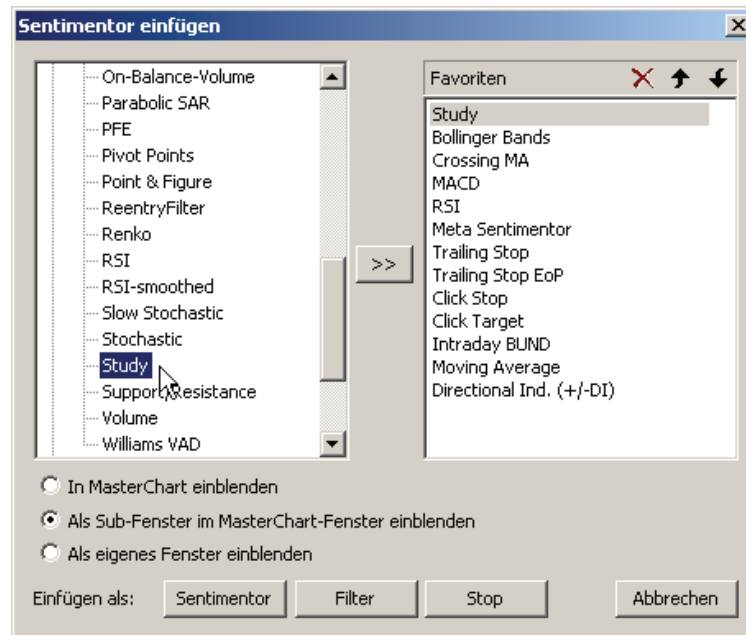 Sentimentor einfügen
On-Balance-Volume
Parabolic SAR
PFE
Pivot Points
Point & Figure
ReentryFilter
Renko
RSI
RSI-smoothed
Slow Stochastic
Stochastic
Study
Support/Resistance
Volume
Williams VAD
>>
Favoriten
Study
Bollinger Bands
Crossing MA
MACD
RSI
Meta Sentimentor
Trailing Stop
Trailing Stop EoP
Click Stop
Click Target
Intraday BUND
Moving Average
Directional Ind. (+/-DI)
In MasterChart einblenden
Als Sub-Fenster im MasterChart-Fenster einblenden
Als eigenes Fenster einblenden
Einfügen als: Sentimentor Filter Stop Abbrechen